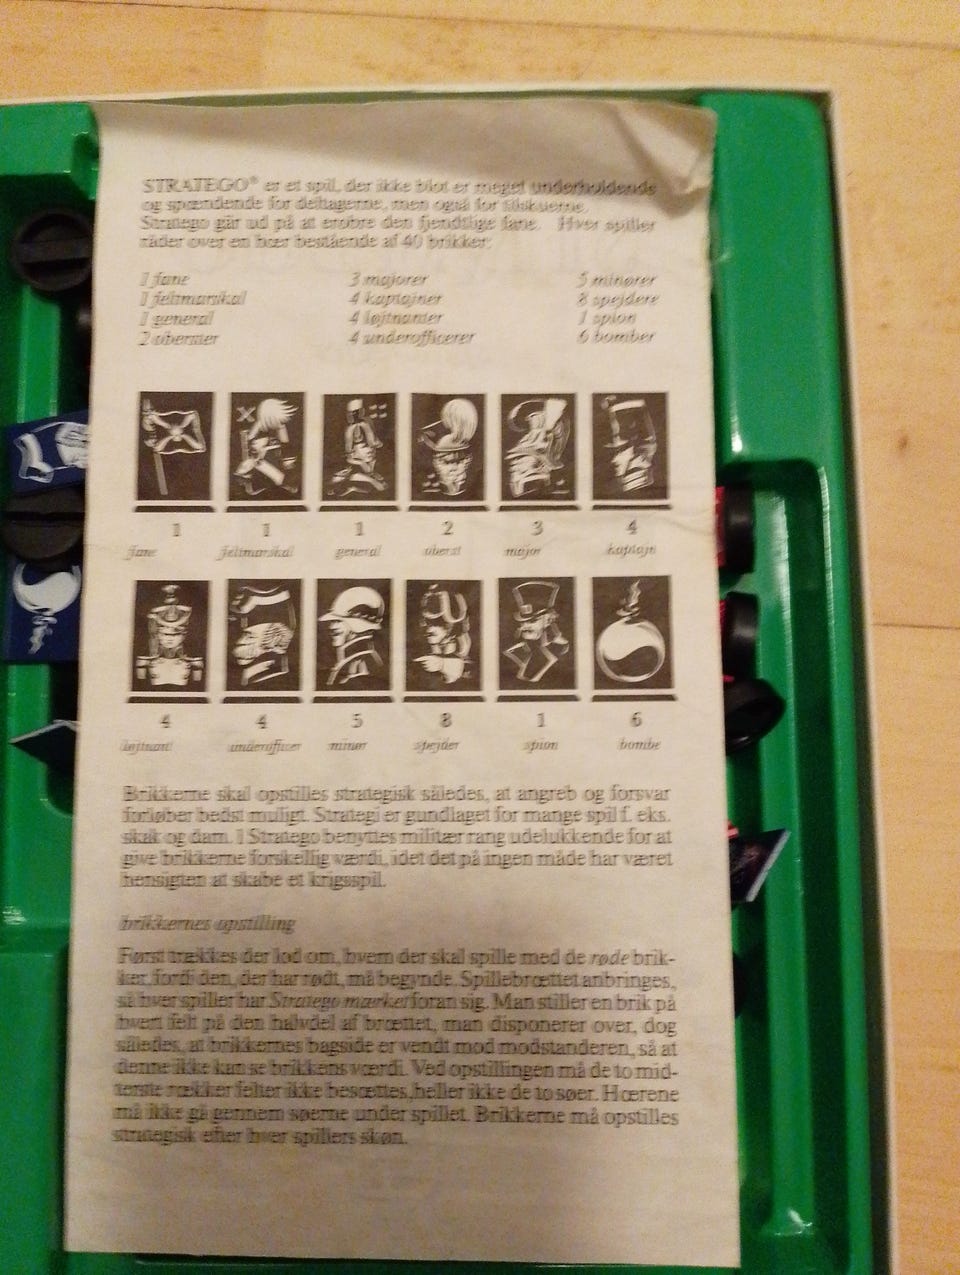 STRATEGO® er et spil, der ikke blot er meget underholdende
og spændende for deltagerne, men også for tilskuerne.
Stratego går ud på at erobre den fjendtlige fane. Hver spiller
råder over en hær bestående af 40 brikker:
1 fane 3 majorer 5 minører
1 feltmarskal 4 kaptajner 8 spejdere
1 general 4 løjtnanter 1 spion
2 oberster 4 underofficerer 6 bomber
1 1 1 2 3 4
fane feltmarskal general oberst major kaptajn
4 4 5 8 1 6
løjtnant underofficer minør spejder spion bombe
Brikkerne skal opstilles strategisk således, at angreb og forsvar
forløber bedst muligt. Strategi er gundlaget for mange spil f. eks.
skak og dam. I Stratego benyttes militær rang udelukkende for at
give brikkerne forskellig værdi, idet det på ingen måde har været
hensigten at skabe et krigsspil.
brikkernes opstilling
Først trækkes der lod om, hvem der skal spille med de røde brik-
ker, fordi den, der har rødt, må begynde. Spillebrættet anbringes,
så hver spiller har Stratego mærket foran sig. Man stiller en brik på
hvert felt på den halvdel af brættet, man disponerer over, dog
således, at brikkernes bagside er vendt mod modstanderen, så at
denne ikke kan se brikkens værdi. Ved opstillingen må de to mid-
terste rækker felter ikke besættes, heller ikke de to søer. Hærene
må ikke gå gennem søerne under spillet. Brikkerne må opstilles
strategisk efter hver spillers skøn.